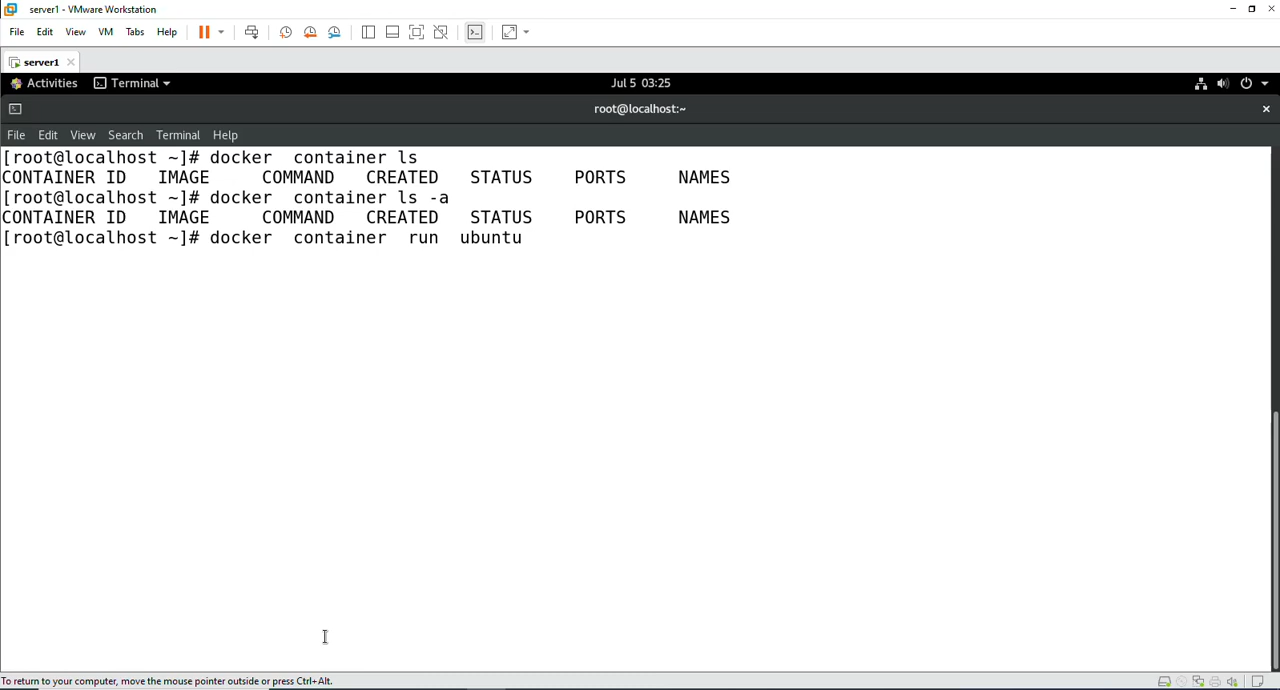 server1 - VMware Workstation
File Edit View VM Tabs Help
server1
Activities Terminal Jul 5 03:25
root@localhost:~
File Edit View Search Terminal Help
[root@localhost ~]# docker  container ls
CONTAINER ID   IMAGE     COMMAND   CREATED   STATUS    PORTS     NAMES
[root@localhost ~]# docker  container ls -a
CONTAINER ID   IMAGE     COMMAND   CREATED   STATUS    PORTS     NAMES
[root@localhost ~]# docker  container  run  ubuntu
To return to your computer, move the mouse pointer outside or press Ctrl+Alt.